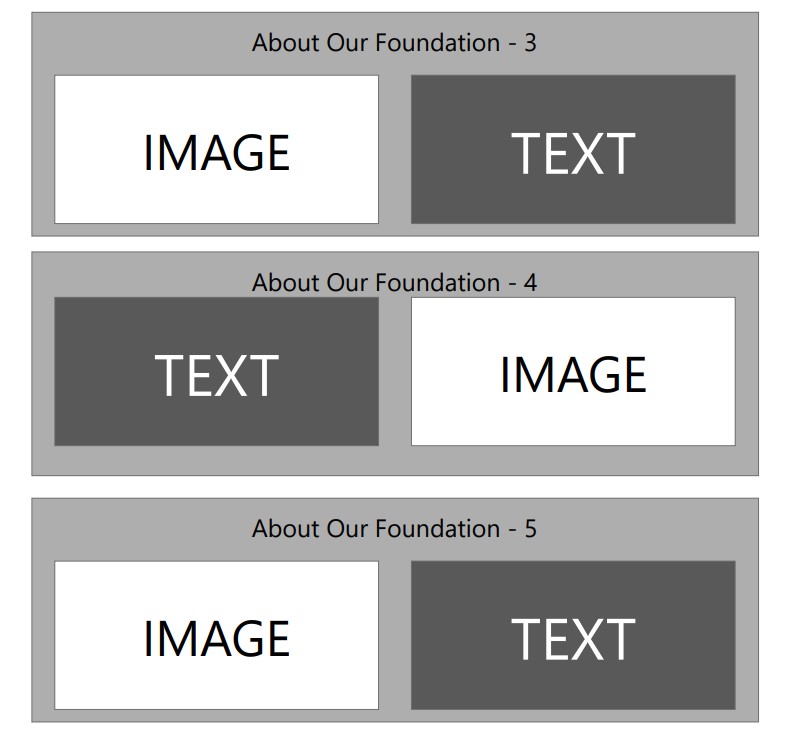 About Our Foundation - 3
IMAGE
TEXT
About Our Foundation - 4
TEXT
IMAGE
About Our Foundation - 5
IMAGE
TEXT